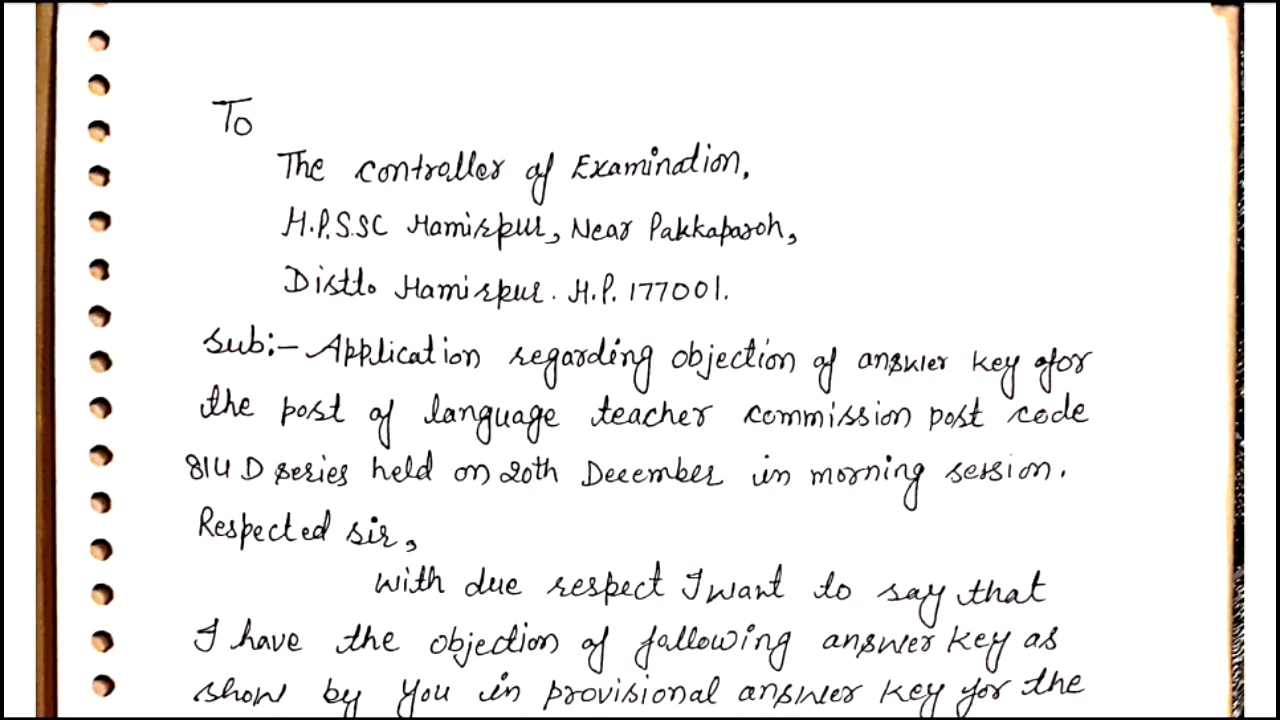 To
The controller of Examination,
H.P.S.SC Hamirpur, Near Pakkaparoh,
Distt. Hamirpur. H.P. 177001.
Sub:- Application regarding objection of answer key for
the post of language teacher commission post code
814 D series held on 20th December in morning session.
Respected sir,
with due respect I want to say that
I have the objection of following answer key as
show by you in provisional answer key for the